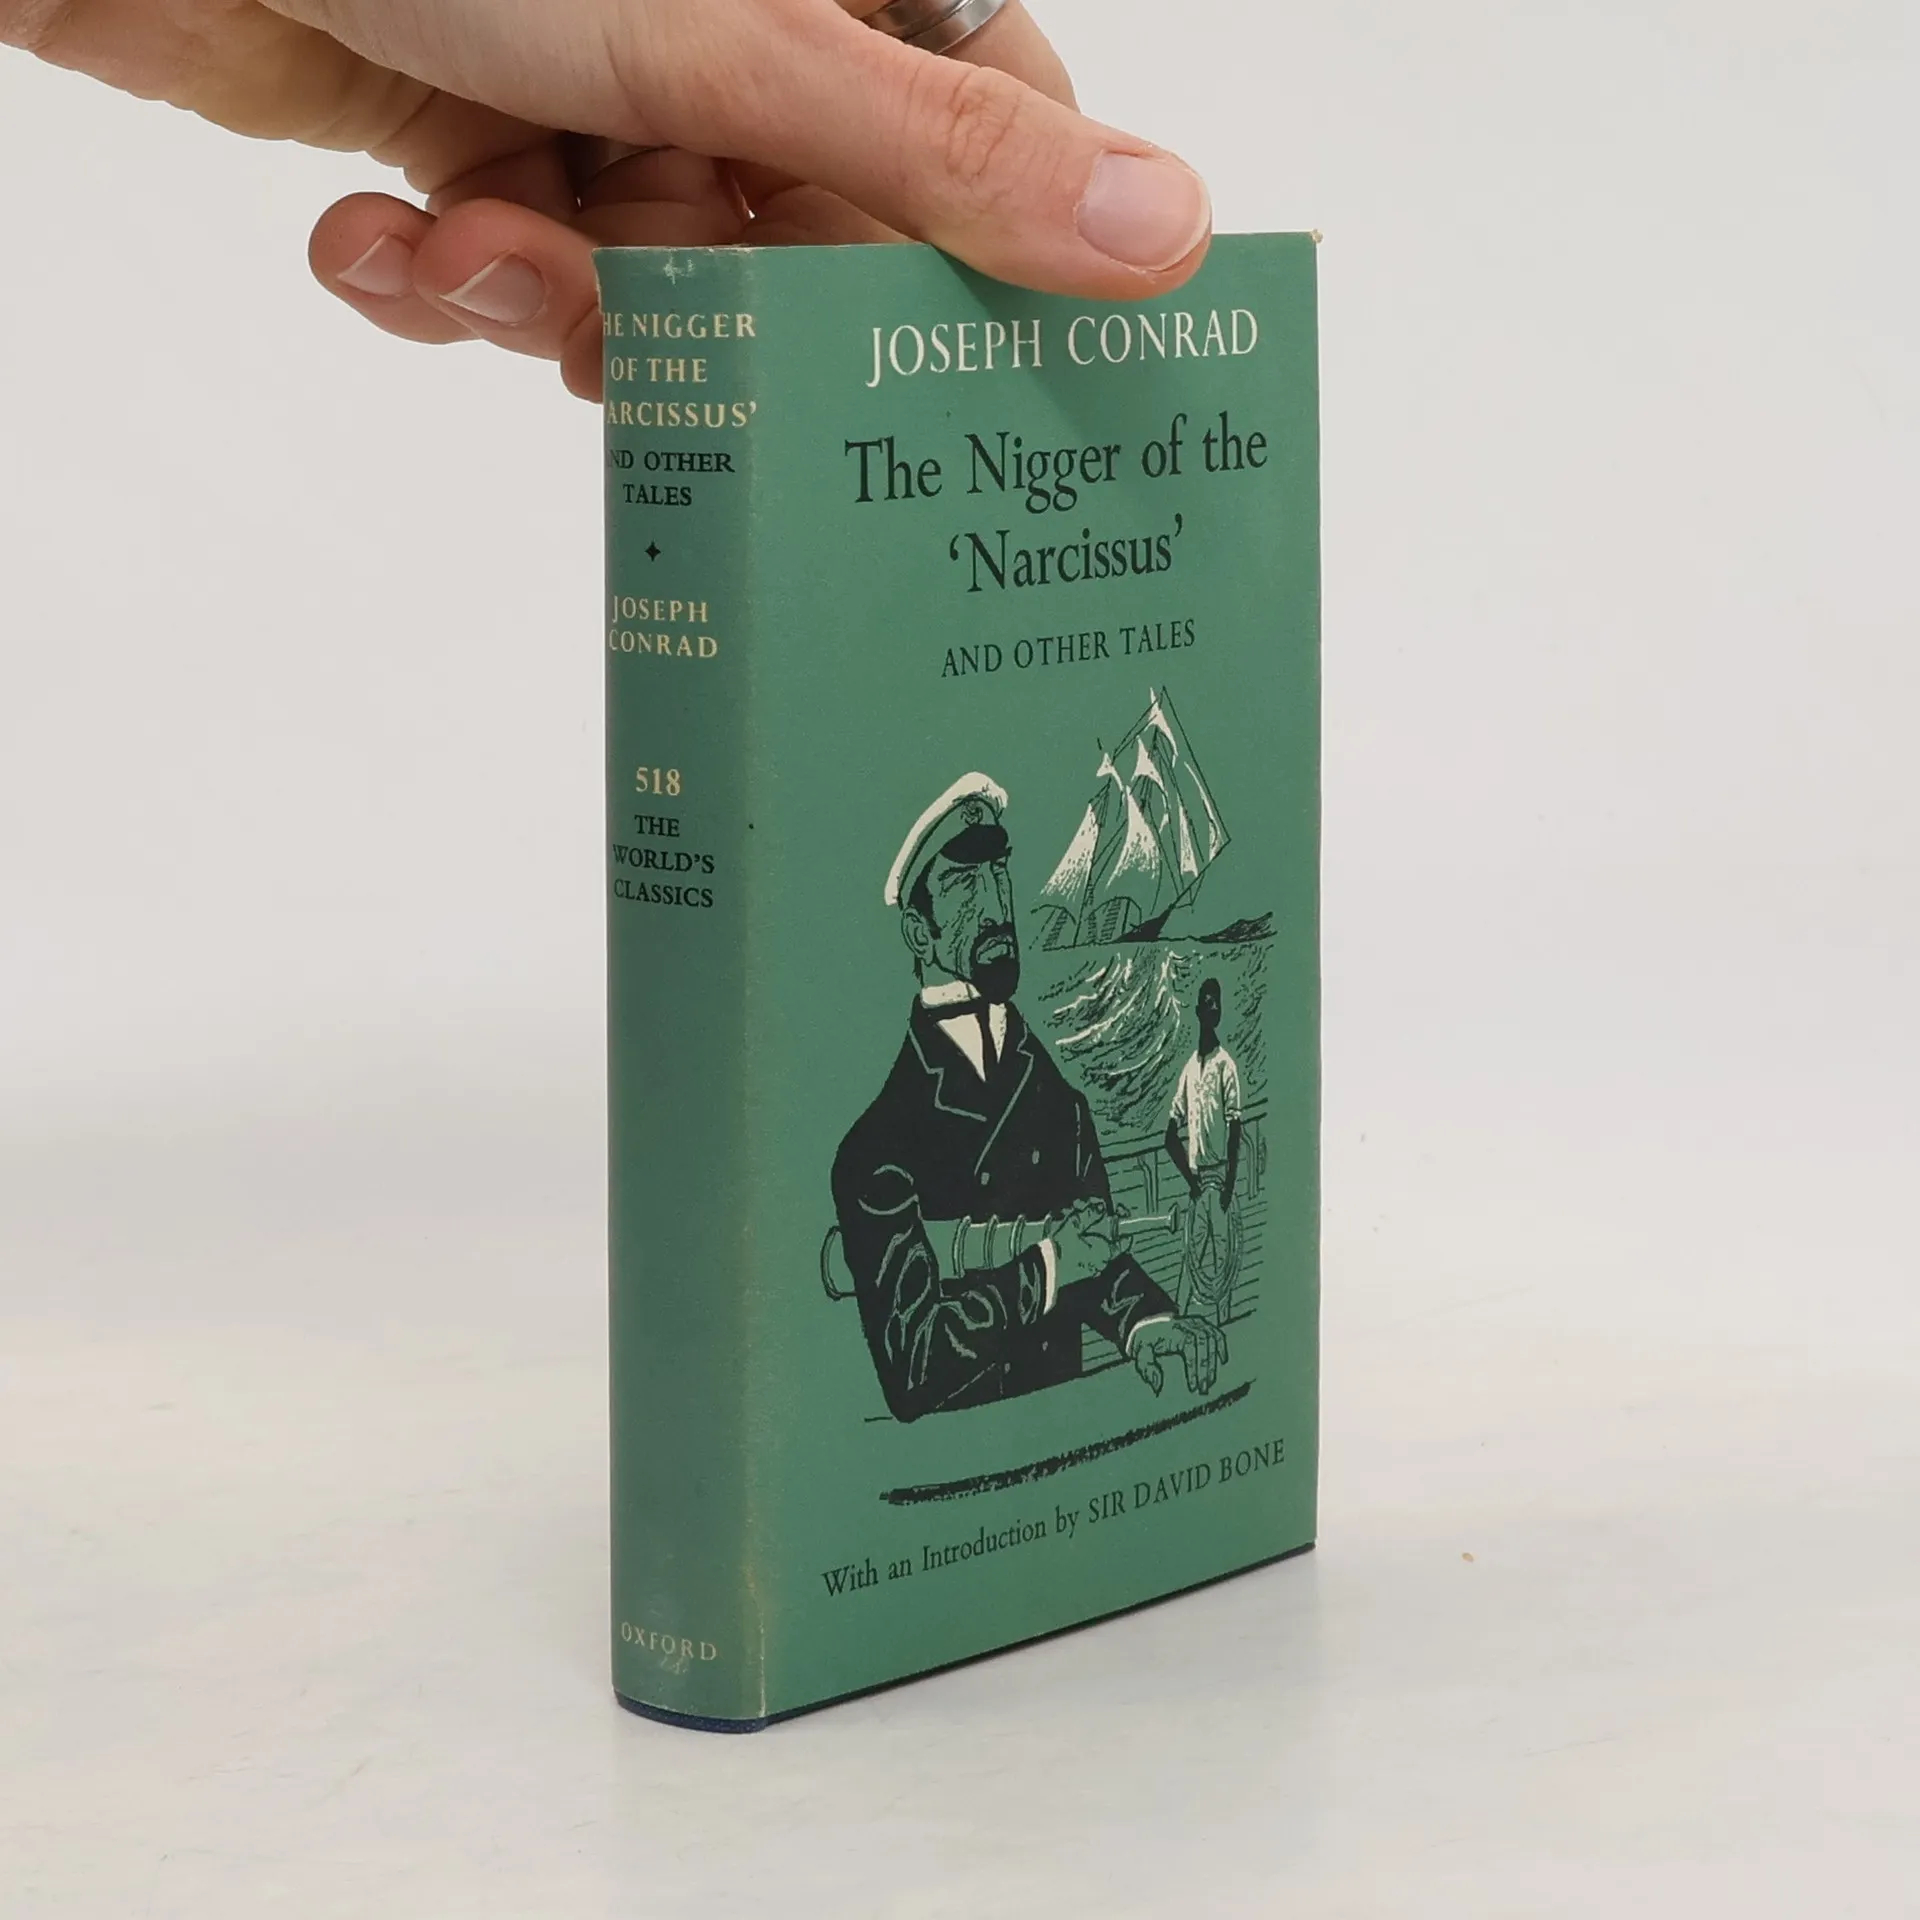 HE NIGGER
OF THE
ARCISSUS’
ND OTHER
TALES
JOSEPH
CONRAD
518
THE
WORLD’S
CLASSICS
OXFORD
JOSEPH CONRAD
The Nigger of the
‘Narcissus’
AND OTHER TALES
With an Introduction by SIR DAVID BONE